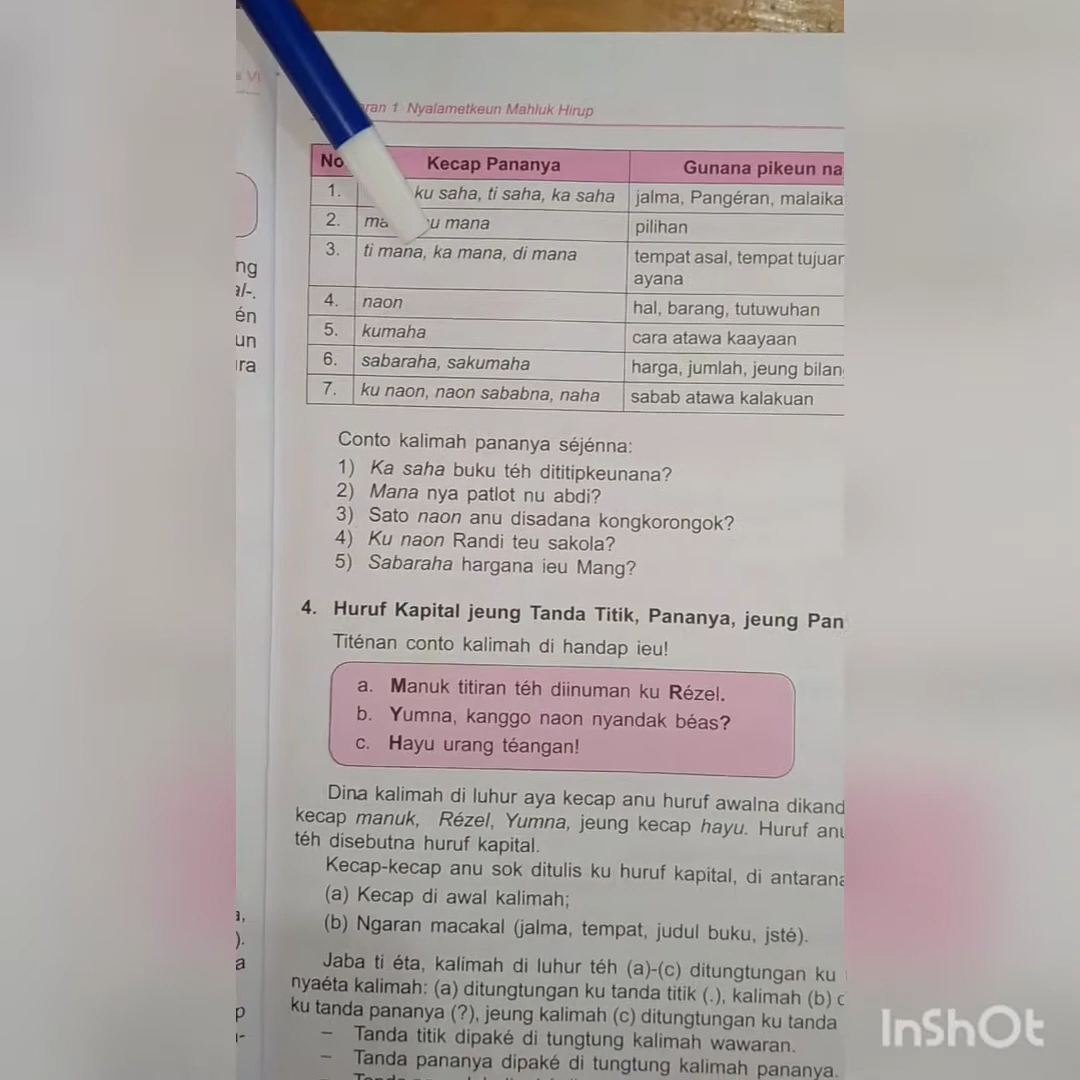 VI
aran 1 Nyalametkeun Mahluk Hirup
No Kecap Pananya Gunana pikeun na
1. ku saha, ti saha, ka saha jalma, Pangéran, malaika
2. ma u mana pilihan
3. ti mana, ka mana, di mana tempat asal, tempat tujuan
ayana
4. naon hal, barang, tutuwuhan
5. kumaha cara atawa kaayaan
6. sabaraha, sakumaha harga, jumlah, jeung bilan
7. ku naon, naon sababna, naha sabab atawa kalakuan
ng
al-.
én
un
ra
Conto kalimah pananya séjénna:
1) Ka saha buku téh dititipkeunana?
2) Mana nya patlot nu abdi?
3) Sato naon anu disadana kongkorongok?
4) Ku naon Randi teu sakola?
5) Sabaraha hargana ieu Mang?
4. Huruf Kapital jeung Tanda Titik, Pananya, jeung Pan
Titénan conto kalimah di handap ieu!
a. Manuk titiran téh diinuman ku Rézel.
b. Yumna, kanggo naon nyandak béas?
c. Hayu urang téangan!
Dina kalimah di luhur aya kecap anu huruf awalna dikand
kecap manuk, Rézel, Yumna, jeung kecap hayu. Huruf anu
téh disebutna huruf kapital.
Kecap-kecap anu sok ditulis ku huruf kapital, di antarana
(a) Kecap di awal kalimah;
(b) Ngaran macakal (jalma, tempat, judul buku, jsté).
Jaba ti éta, kalimah di luhur téh (a)-(c) ditungtungan ku
nyaéta kalimah: (a) ditungtungan ku tanda titik (.), kalimah (b) d
ku tanda pananya (?), jeung kalimah (c) ditungtungan ku tanda
– Tanda titik dipaké di tungtung kalimah wawaran.
– Tanda pananya dipaké di tungtung kalimah pananya.
a,
).
a
p
InShOt